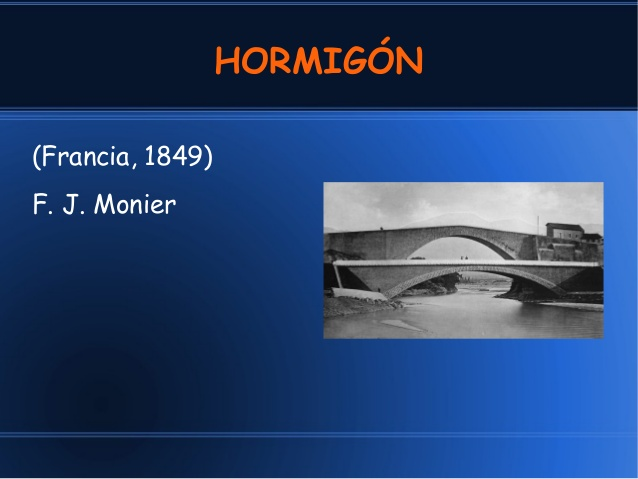 HORMIGÓN
(Francia, 1849)
F. J. Monier